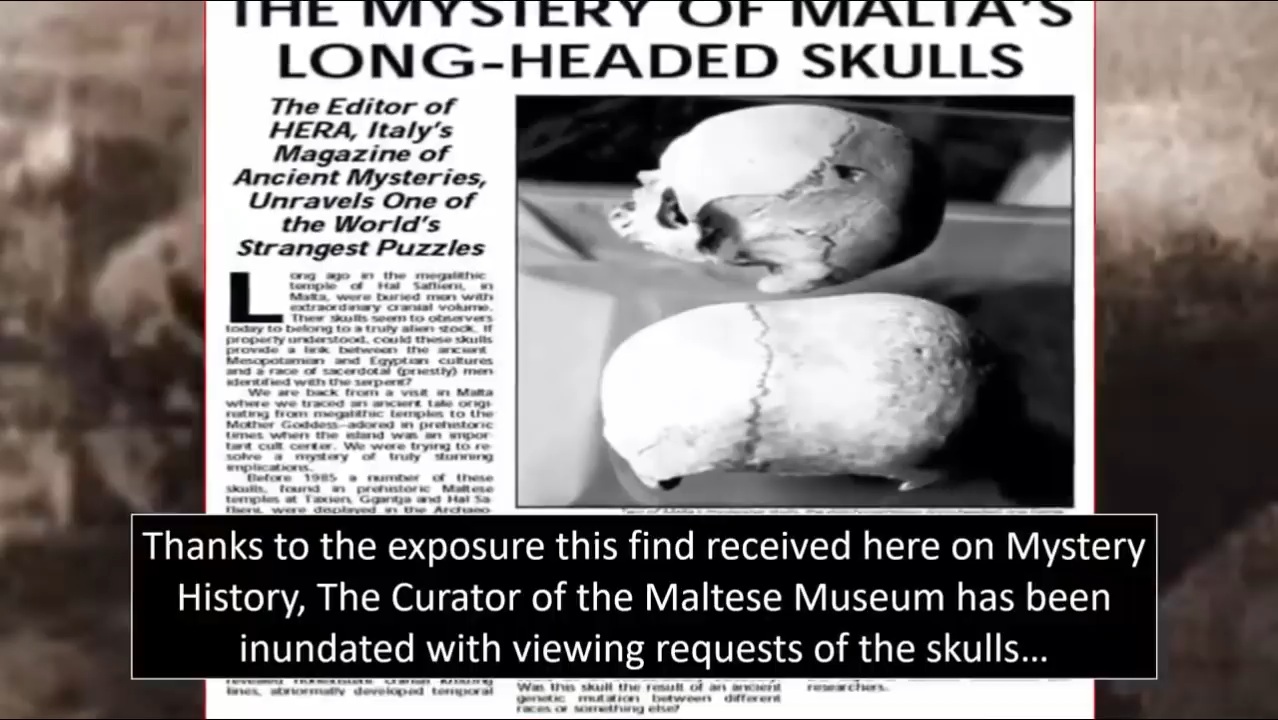 THE MYSTERY OF MALTA'S
LONG-HEADED SKULLS
The Editor of
HERA, Italy's
Magazine of
Ancient Mysteries,
Unravels One of
the World's
Strangest Puzzles
Long ago in the megalithic
temple of Hal Saflieni, in
Malta, were buried men with
extraordinary cranial volume.
Their skulls seem to observers
today to belong to a truly alien stock. If
properly understood, could these skulls
provide a link between the ancient
Mesopotamian and Egyptian cultures
and a race of sacerdotal (priestly) men
identified with the serpent?
We are back from a visit in Malta
where we traced an ancient tale origi-
nating from megalithic temples to the
Mother Goddess—adored in prehistoric
times when the island was an impor-
tant cult center. We were trying to re-
solve a mystery of truly stunning
implications.
Before 1985 a number of these
skulls, found in prehistoric Maltese
temples at Taxien, Ggantja and Hal Sa-
flieni, were displayed in the Archaeo-
Thanks to the exposure this find received here on Mystery
History, The Curator of the Maltese Museum has been
inundated with viewing requests of the skulls...
lines, abnormally developed temporal
Was this skull the result of an ancient
genetic mutation between different
races or something else?
researchers.